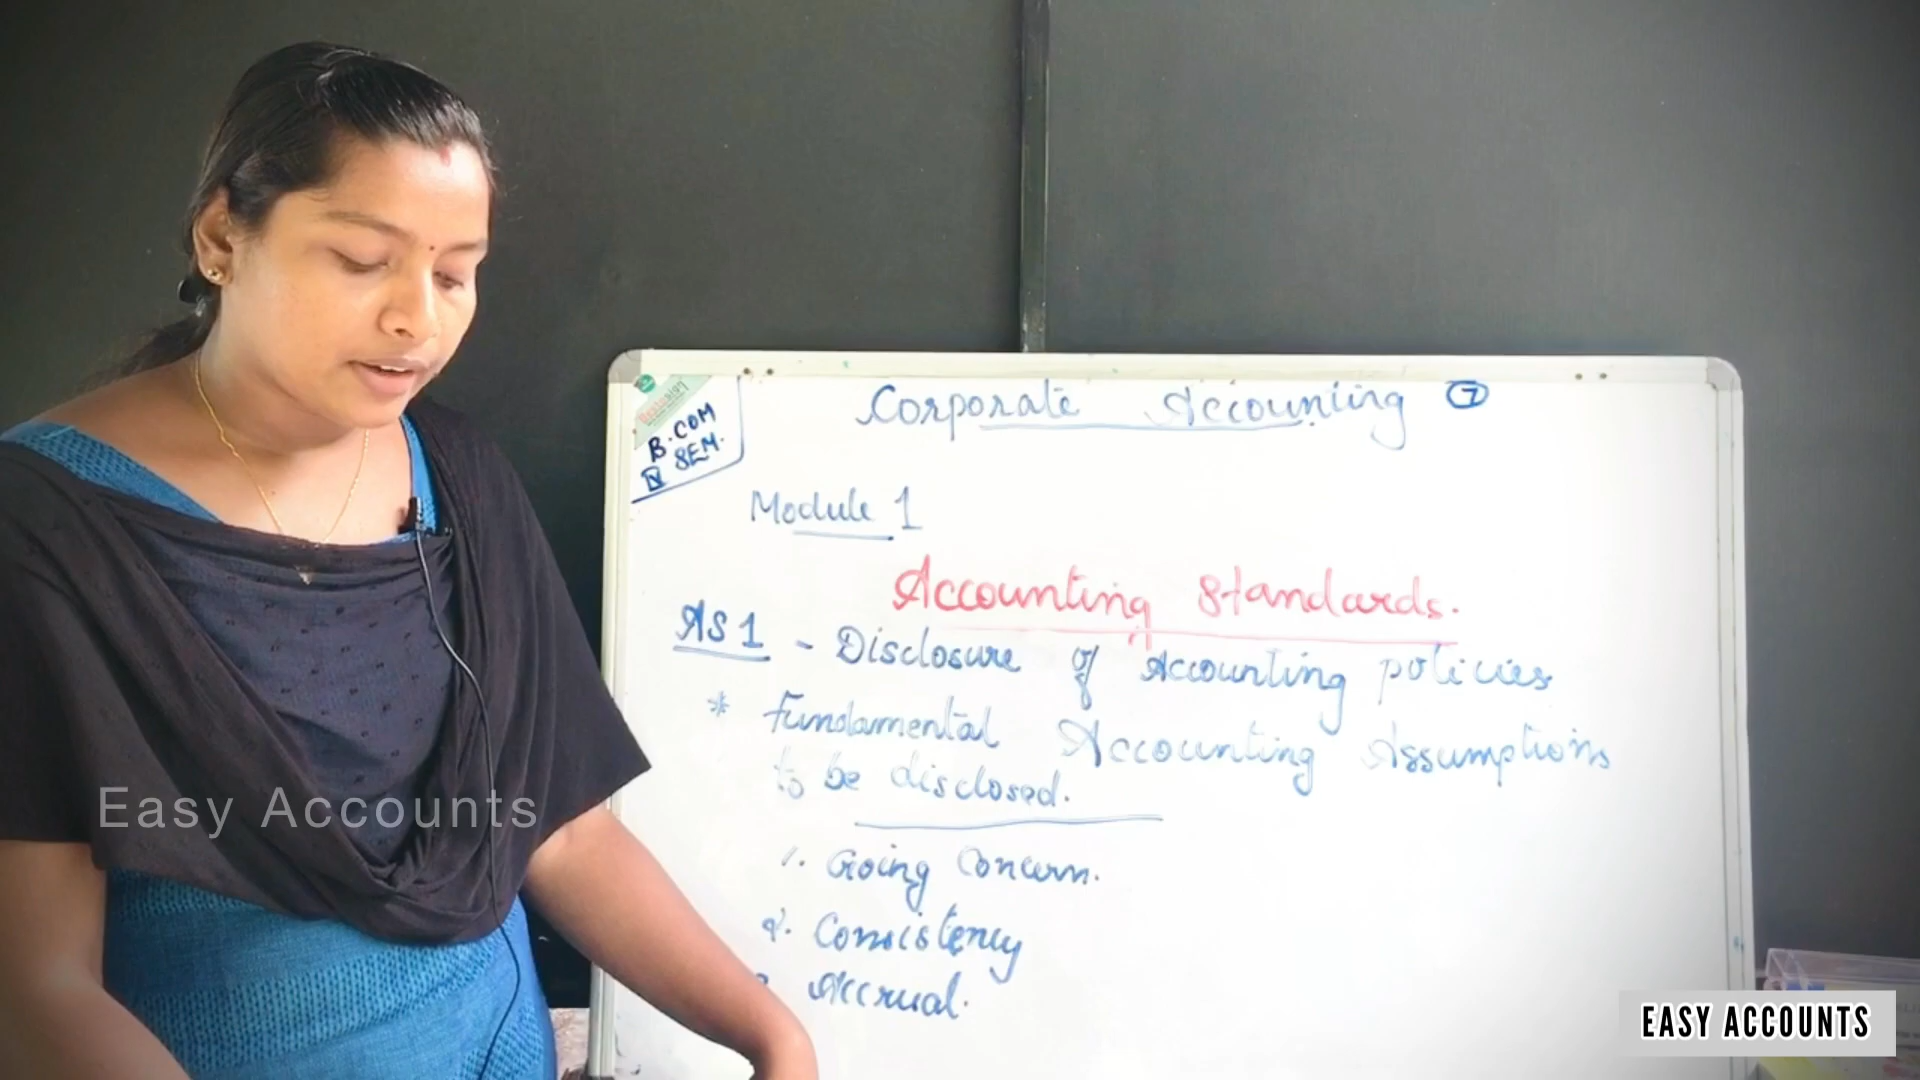 Corporate Accounting 7
B.COM
IV SEM.
Module 1
Accounting Standards.
AS 1 - Disclosure of Accounting policies
* Fundamental Accounting Assumptions
to be disclosed.
1. Going Concern.
2. Consistency
Accrual.
Easy Accounts
EASY ACCOUNTS